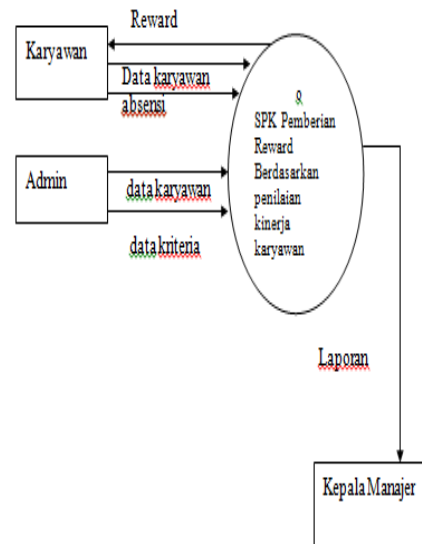 Reward
Karyawan
Data karyawan
absensi
0
SPK Pemberian
Reward
Berdasarkan
penilaian
kinerja
karyawan
Admin
data karyawan
data kriteria
Laporan
Kepala Manajer